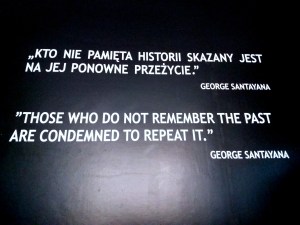 „KTO NIE PAMIĘTA HISTORII SKAZANY JEST
NA JEJ PONOWNE PRZEŻYCIE.”
GEORGE SANTAYANA
”THOSE WHO DO NOT REMEMBER THE PAST
ARE CONDEMNED TO REPEAT IT.”
GEORGE SANTAYANA